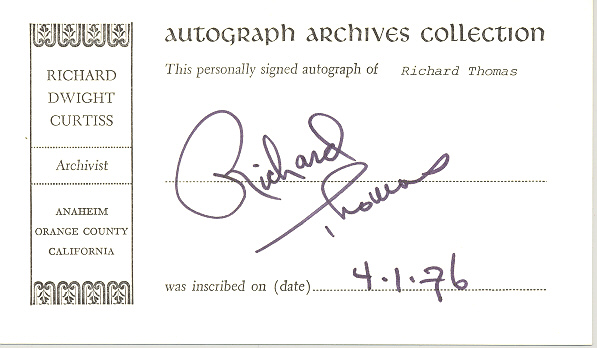 AUTOGRAPH ARCHIVES COLLECTION
This personally signed autograph of Richard Thomas
RICHARD
DWIGHT
CURTISS
Archivist
ANAHEIM
ORANGE COUNTY
CALIFORNIA
Richard
Thomas
was inscribed on (date) 4.1.76